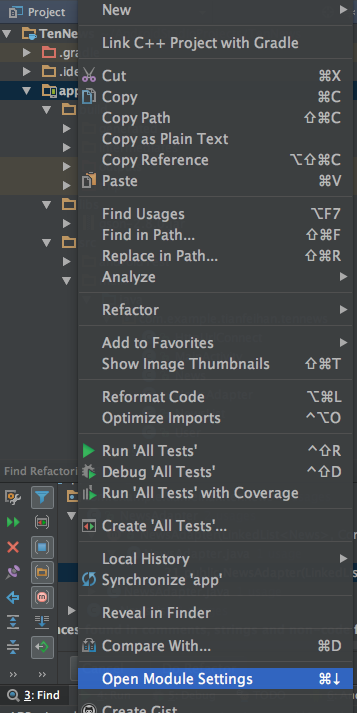 Project
New
TenNe
Link C++ Project with Gradle
.gra
.ide
Cut ⌘X
app
Copy ⌘C
Copy Path ⇧⌘C
Copy as Plain Text
Copy Reference ⌥⇧⌘C
Paste ⌘V
Find Usages ⌥F7
Find in Path... ⇧⌘F
Replace in Path... ⇧⌘R
Analyze
Refactor
Add to Favorites
Show Image Thumbnails ⇧⌘T
Reformat Code ⌥⌘L
Optimize Imports ^⌥O
Run 'All Tests' ^⇧R
Find Refactori
Debug 'All Tests' ^⇧D
Run 'All Tests' with Coverage
Create 'All Tests'...
Local History
Synchronize 'app'
Reveal in Finder
Compare With... ⌘D
Open Module Settings ⌘↓
3: Find
Create Gist